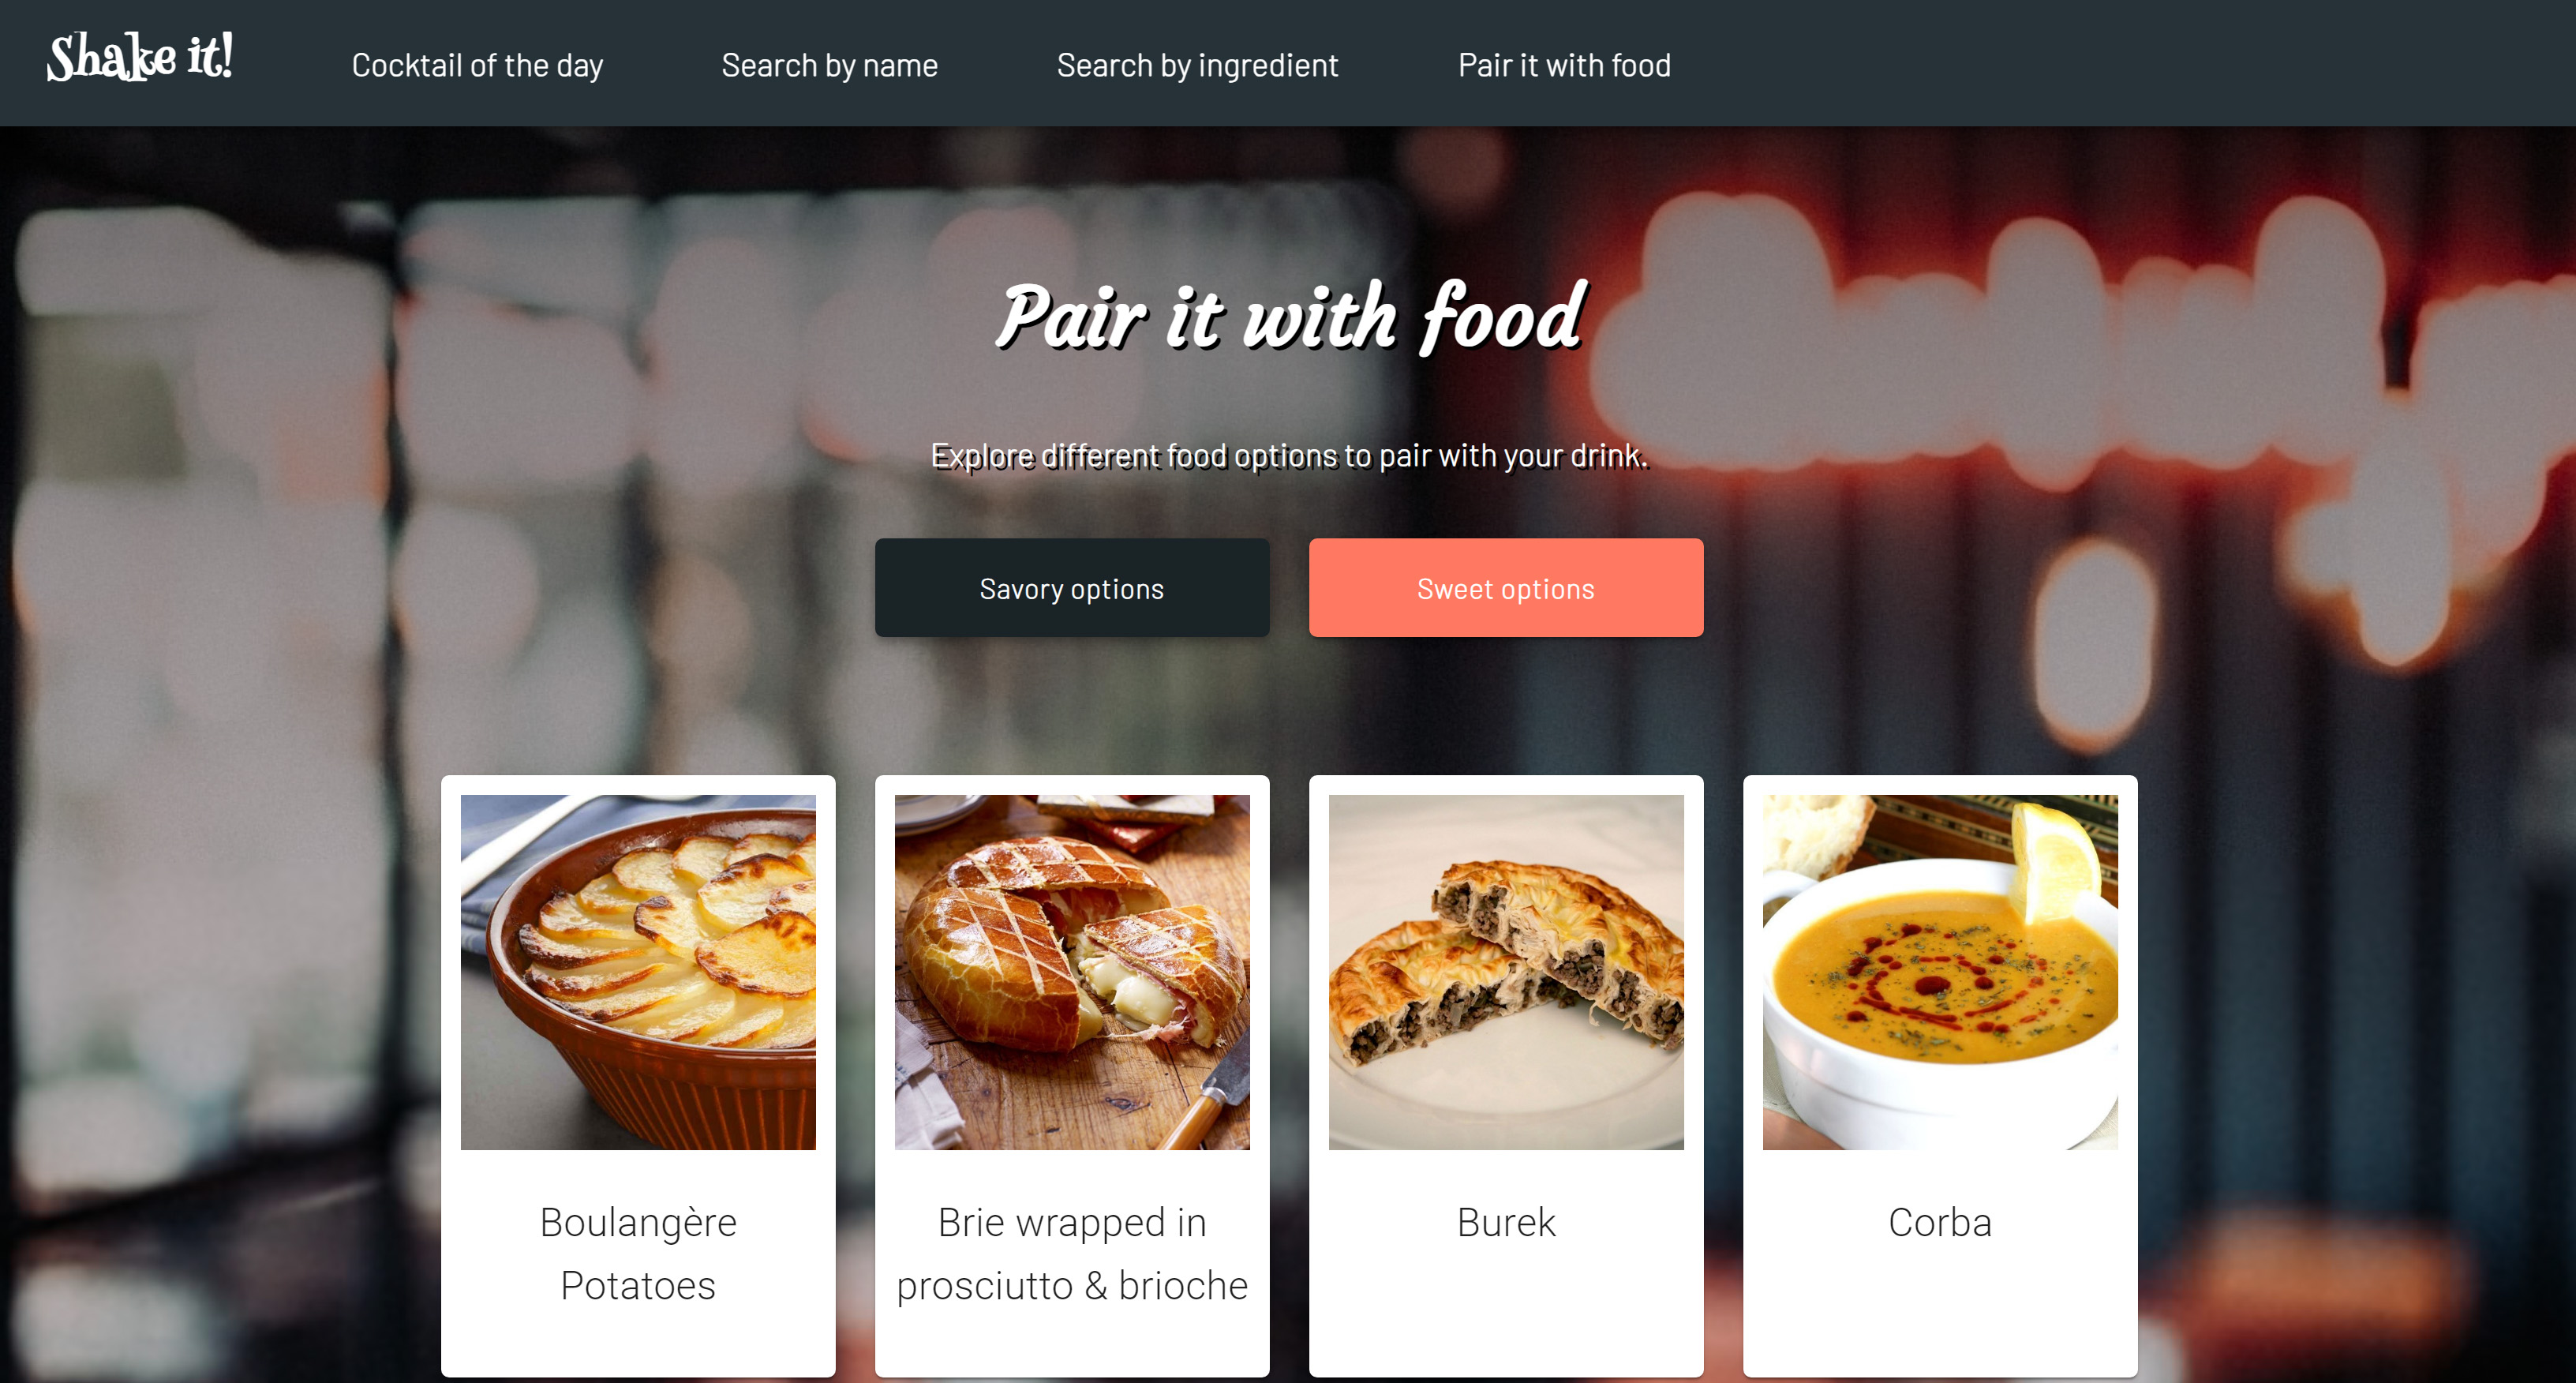 Shake it!
Cocktail of the day
Search by name
Search by ingredient
Pair it with food
Pair it with food
Explore different food options to pair with your drink.
Savory options
Sweet options
Boulangère
Potatoes
Brie wrapped in
prosciutto & brioche
Burek
Corba